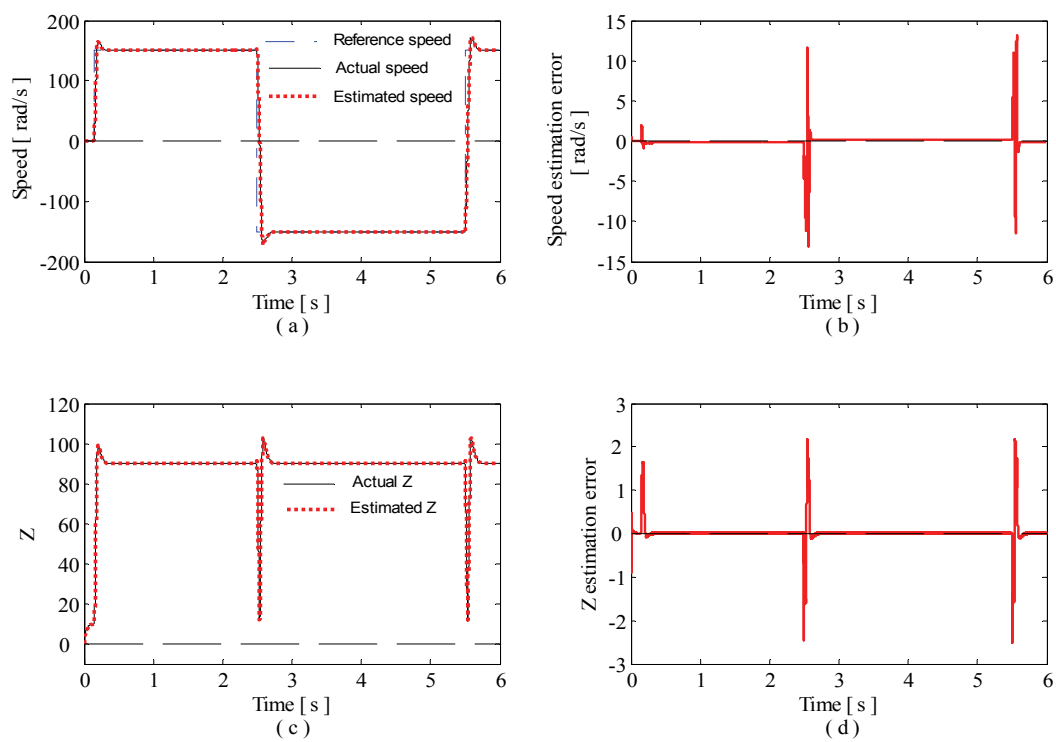 200
100
0
-100
-200
Speed [ rad/s ]
Reference speed
Actual speed
Estimated speed
0 1 2 3 4 5 6
Time [ s ]
( a )
15
10
5
0
-5
-10
-15
Speed estimation error
[ rad/s ]
0 1 2 3 4 5 6
Time [ s ]
( b )
120
100
80
60
40
20
0
Z
Actual Z
Estimated Z
0 1 2 3 4 5 6
Time [ s ]
( c )
3
2
1
0
-1
-2
-3
Z estimation error
0 1 2 3 4 5 6
Time [ s ]
( d )